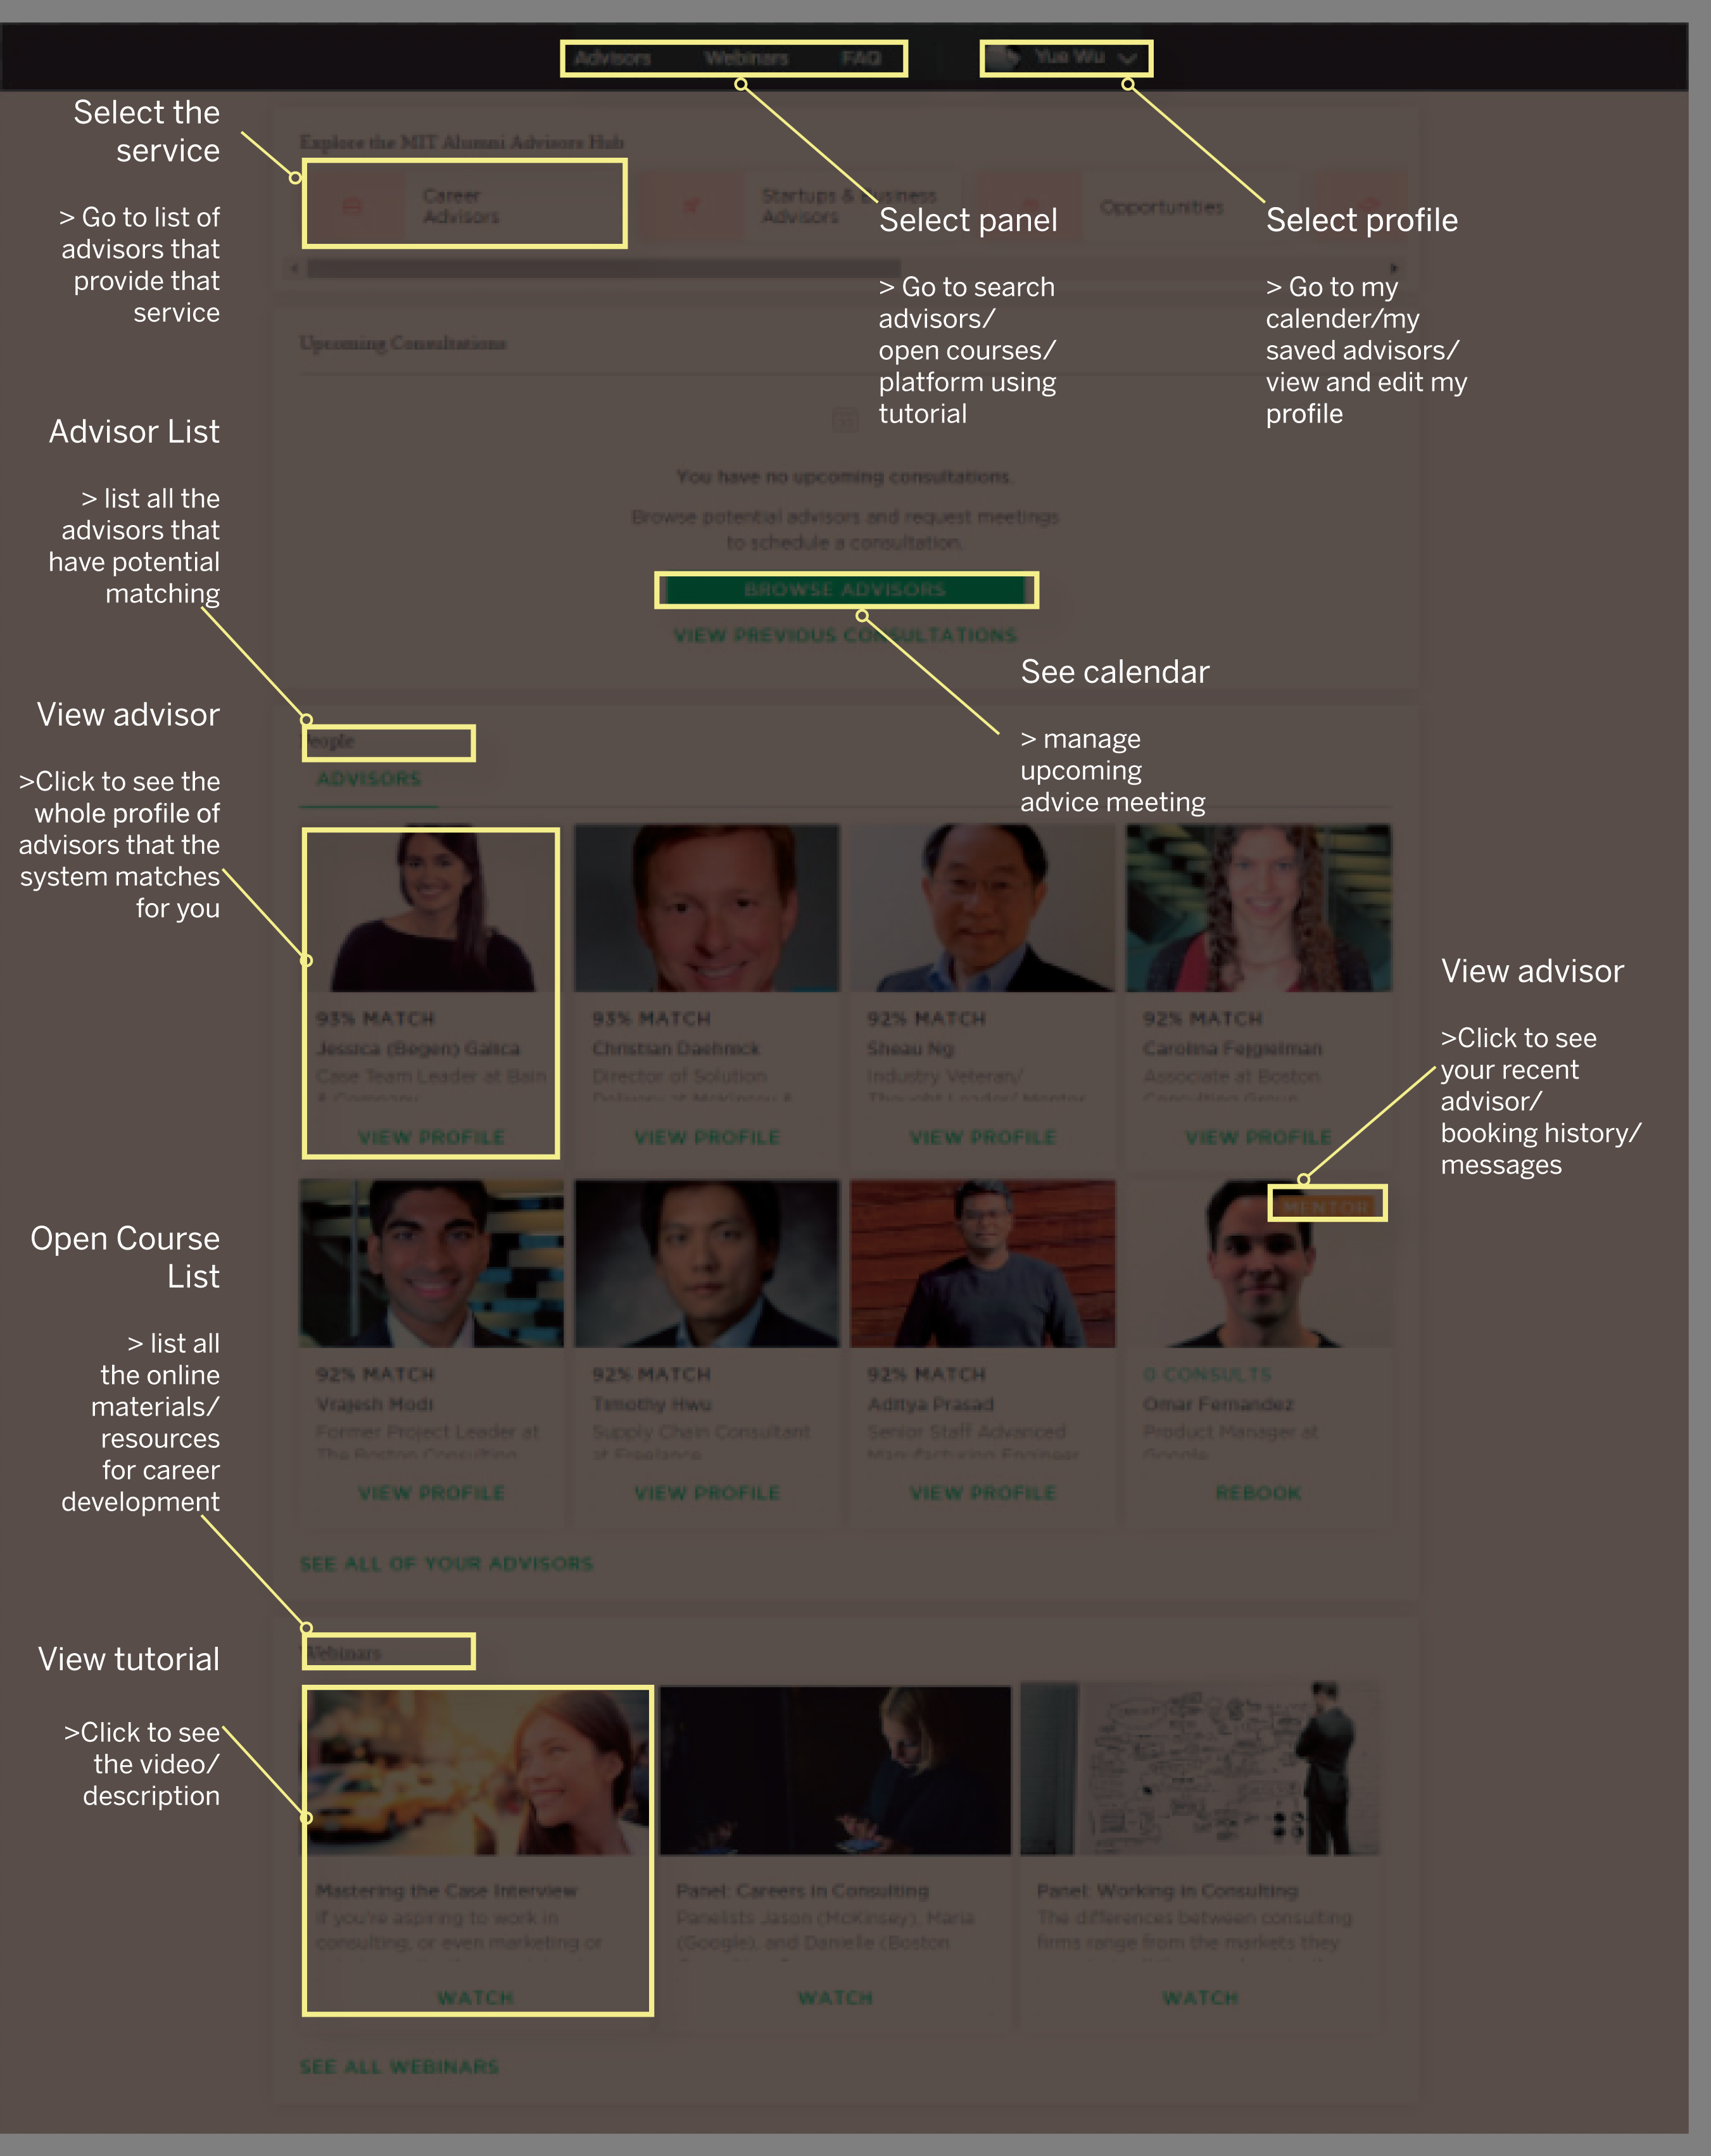 Advisors Webinars FAQ
Yue Wu
Select the
service
> Go to list of
advisors that
provide that
service
Explore the MIT Alumni Advisors Hub
Career
Advisors
Startups & Business
Advisors
Opportunities
Select panel
> Go to search
advisors/
open courses/
platform using
tutorial
Select profile
> Go to my
calender/my
saved advisors/
view and edit my
profile
Upcoming Consultations
You have no upcoming consultations.
Browse potential advisors and request meetings
to schedule a consultation.
BROWSE ADVISORS
VIEW PREVIOUS CONSULTATIONS
See calendar
> manage
upcoming
advice meeting
Advisor List
> list all the
advisors that
have potential
matching
People
ADVISORS
View advisor
>Click to see the
whole profile of
advisors that the
system matches
for you
93% MATCH
Jessica (Begen) Galica
Case Team Leader at Bain
& Company
VIEW PROFILE
93% MATCH
Christian Daehnick
Director of Solution
Delivery at McKinsey &
VIEW PROFILE
92% MATCH
Sheau Ng
Industry Veteran/
Thought Leader/ Mentor
VIEW PROFILE
92% MATCH
Carolina
Associate at Boston
Consulting Group
VIEW PROFILE
View advisor
>Click to see
your recent
advisor/
booking history/
messages
MENTOR
92% MATCH
Vrajesh Modi
Former Project Leader at
The Boston Consulting
VIEW PROFILE
92% MATCH
Timothy Hwu
Supply Chain Consultant
at Freelance
VIEW PROFILE
92% MATCH
Aditya Prasad
Senior Staff Advanced
Manufacturing Engineer
VIEW PROFILE
0 CONSULTS
Omar Fernandez
Product Manager at
Google
REBOOK
SEE ALL OF YOUR ADVISORS
Open Course
List
> list all
the online
materials/
resources
for career
development
Webinars
View tutorial
>Click to see
the video/
description
Mastering the Case Interview
If you're aspiring to work in
consulting, or even marketing or
WATCH
Panel: Careers in Consulting
Panelists Jason (McKinsey), Maria
(Google), and Danielle (Boston
WATCH
Panel: Working in Consulting
The differences between consulting
firms range from the markets they
WATCH
SEE ALL WEBINARS